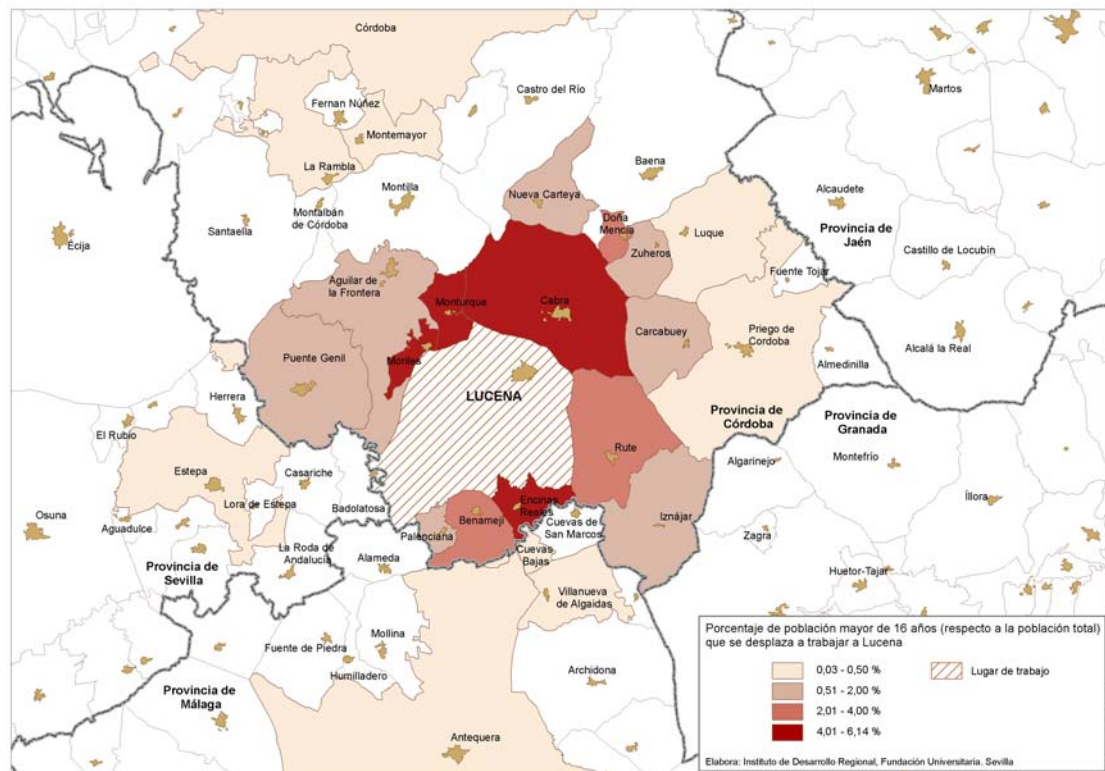 Córdoba
Fernan Núñez
Castro del Río
Martos
Montemayor
La Rambla
Baena
Montilla
Nueva Carteya
Alcaudete
Montalbán
de Córdoba
Santaella
Doña
Mencía
Luque
Provincia de
Jaén
Écija
Zuheros
Castillo de Locubín
Aguilar de
la Frontera
Fuente Tojar
Monturque
Cabra
Carcabuey
Priego de
Cordoba
Puente Genil
Moriles
Almedinilla
Alcalá la Real
LUCENA
Herrera
Provincia de
Córdoba
Provincia de
Granada
El Rubio
Rute
Algarinejo
Montefrío
Estepa
Casariche
Lora de Estepa
Badolatosa
Encinas
Reales
Íllora
Osuna
Aguadulce
Benamejí
Iznájar
Palenciana
Cuevas de
San Marcos
Zagra
La Roda de
Andalucía
Alameda
Cuevas
Bajas
Provincia de
Sevilla
Huetor-Tajar
Villanueva
de Algaidas
Fuente de Piedra
Mollina
Humilladero
Archidona
Provincia de
Málaga
Antequera
Porcentaje de población mayor de 16 años (respecto a la población total)
que se desplaza a trabajar a Lucena
0,03 - 0,50 %
Lugar de trabajo
0,51 - 2,00 %
2,01 - 4,00 %
4,01 - 6,14 %
Elabora: Instituto de Desarrollo Regional, Fundación Universitaria. Sevilla